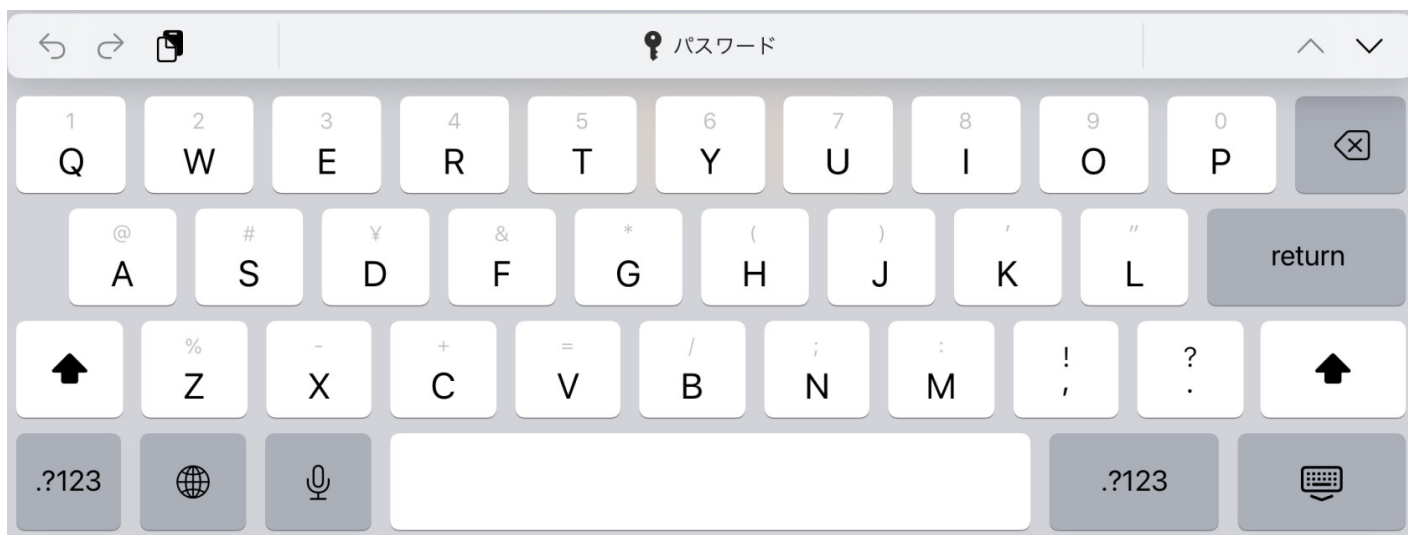 パスワード
1 2 3 4 5 6 7 8 9 0
Q W E R T Y U I O P
@ # ¥ & * ( ) ' "
A S D F G H J K L return
% - + = / ; : ! ?
Z X C V B N M , .
.?123 .?123